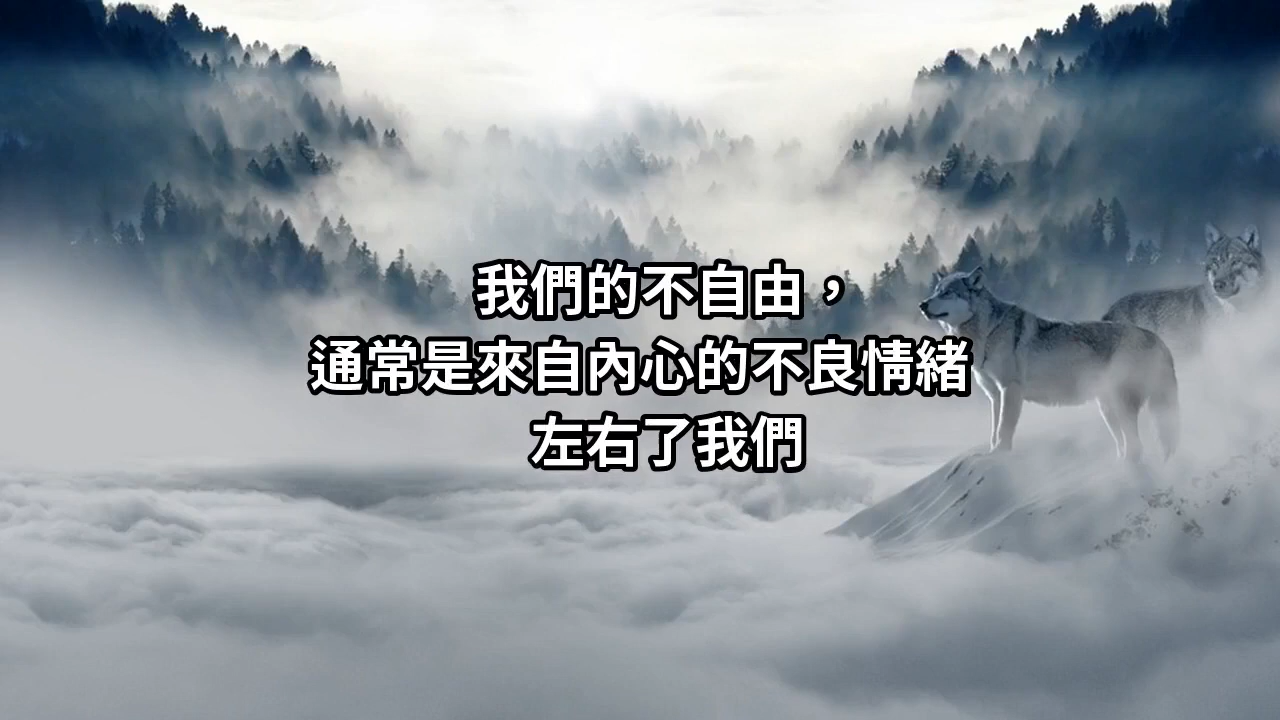 我們的不自由，
通常是來自內心的不良情緒
左右了我們